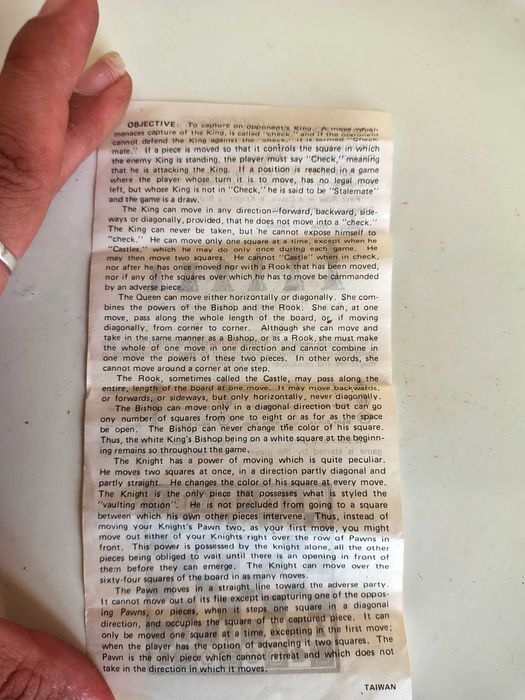 OBJECTIVE: To capture on opponent's King. A move which
menaces capture of the King, is called "check," and if the opponent
cannot defend the King against the "check," it is termed "Check-
mate." If a piece is moved so that it controls the square in which
the enemy King is standing, the player must say "Check," meaning
that he is attacking the King. If a position is reached in a game
where the player whose turn it is to move, has no legal move
left, but whose King is not in "Check," he is said to be "Stalemate"
and the game is a draw.
The King can move in any direction—forward, backward, side-
ways or diagonally, provided, that he does not move into a "check."
The King can never be taken, but he cannot expose himself to
"check." He can move only one square at a time, except when he
"Castles," which he may do only once during each game. He
may then move two squares. He cannot "Castle" when in check,
nor after he has once moved nor with a Rook that has been moved,
nor if any of the squares over which he has to move be cammanded
by an adverse piece.
The Queen can move either horizontally or diagonally. She com-
bines the powers of the Bishop and the Rook. She can, at one
move, pass along the whole length of the board, or, if moving
diagonally, from corner to corner. Although she can move and
take in the same manner as a Bishop, or as a Rook, she must make
the whole of one move in one direction and cannot combine in
one move the powers of these two pieces. In other words, she
cannot move around a corner at one step.
The Rook, sometimes called the Castle, may pass along the
entire, length of the board at one move. It may move backwards,
or forwards, or sideways, but only horizontally, never diagonally.
The Bishop can move only in a diagonal direction but can go
ony number of squares from one to eight or as far as the space
be open. The Bishop can never change the color of his square.
Thus, the white King's Bishop being on a white square at the beginn-
ing remains so throughout the game.
The Knight has a power of moving which is quite peculiar.
He moves two squares at once, in a direction partly diagonal and
partly straight. He changes the color of his square at every move.
The Knight is the only piece that possesses what is styled the
"vaulting motion". He is not precluded from going to a square
between which his own other pieces intervene. Thus, instead of
moving your Knight's Pawn two, as your first move, you might
move out either of your Knights right over the row of Pawns in
front. This power is possessed by the knight alone, all the other
pieces being obliged to wait until there is an opening in front of
them before they can emerge. The Knight can move over the
sixty-four squares of the board in as many moves.
The Pawn moves in a straight line toward the adverse party.
It cannot move out of its file except in capturing one of the oppos-
ing Pawns, or pieces, when it steps one square in a diagonal
direction, and occupies the square of the captured piece. It can
only be moved one square at a time, excepting in the first move;
when the player has the option of advancing it two squares. The
Pawn is the only piece which cannot retreat and which does not
take in the direction in which it moves.
TAIWAN